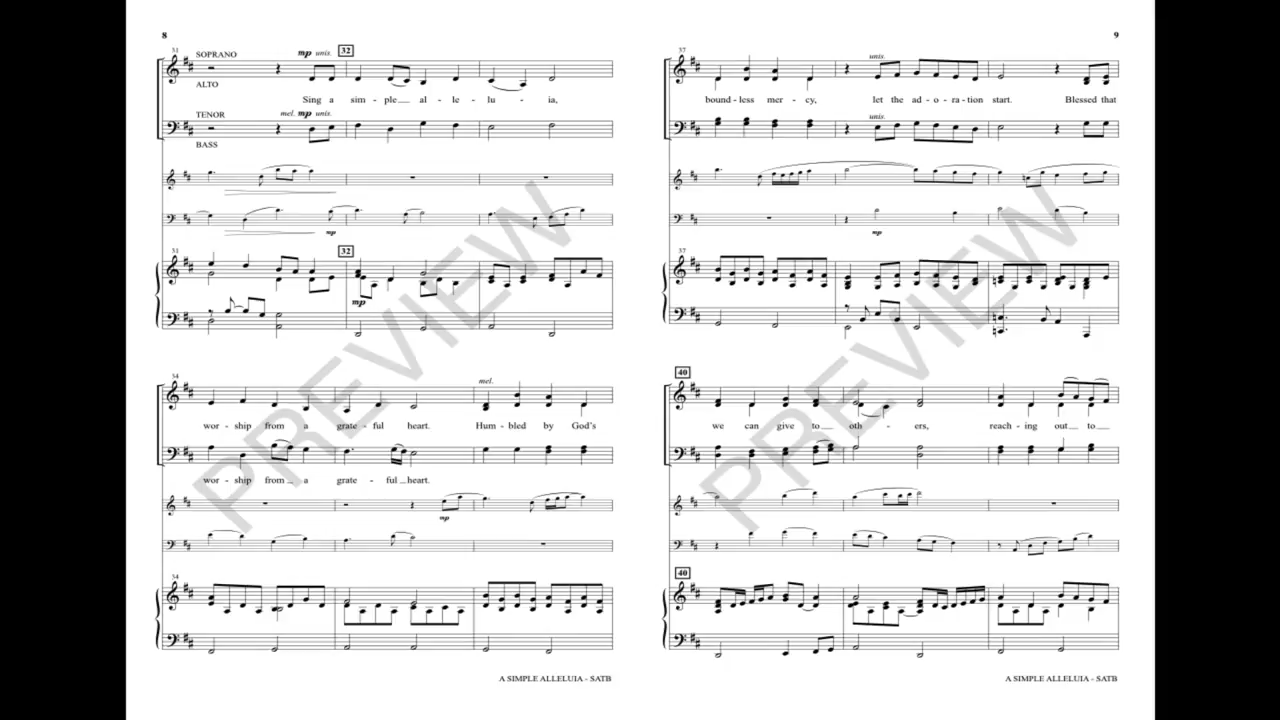 8
31
SOPRANO
mp unis.
32
ALTO
Sing a sim - ple al - le - lu - ia,
TENOR
mel. mp unis.
BASS
mp
31
32
mp
34
mel.
wor - ship from a grate - ful heart. Hum - bled by God's
wor - ship from a grate - ful heart.
mp
34
A SIMPLE ALLELUIA - SATB
9
37
unis.
bound - less mer - cy, let the ad - o - ra - tion start. Blessed that
unis.
mp
37
40
we can give to oth - ers, reach - ing out to
40
A SIMPLE ALLELUIA - SATB
PREVIEW
PREVIEW